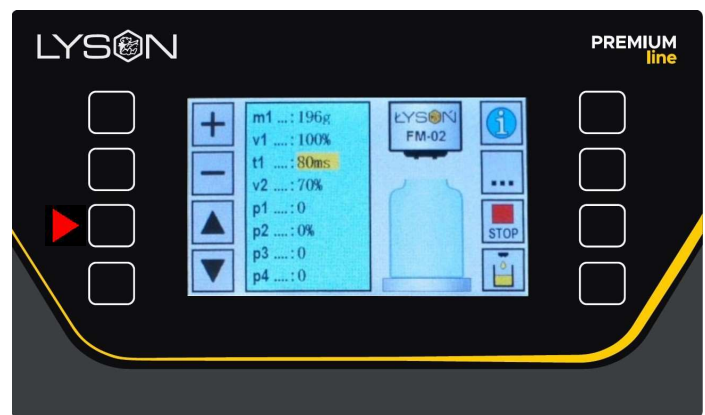 LYSON
PREMIUM
line
m1 ...: 196g
v1 ....: 100%
t1 ....: 80ms
v2 ....: 70%
p1 ....: 0
p2 ....: 0%
p3 ....: 0
p4 ....: 0
ŁYSOŃ
FM-02
...
STOP